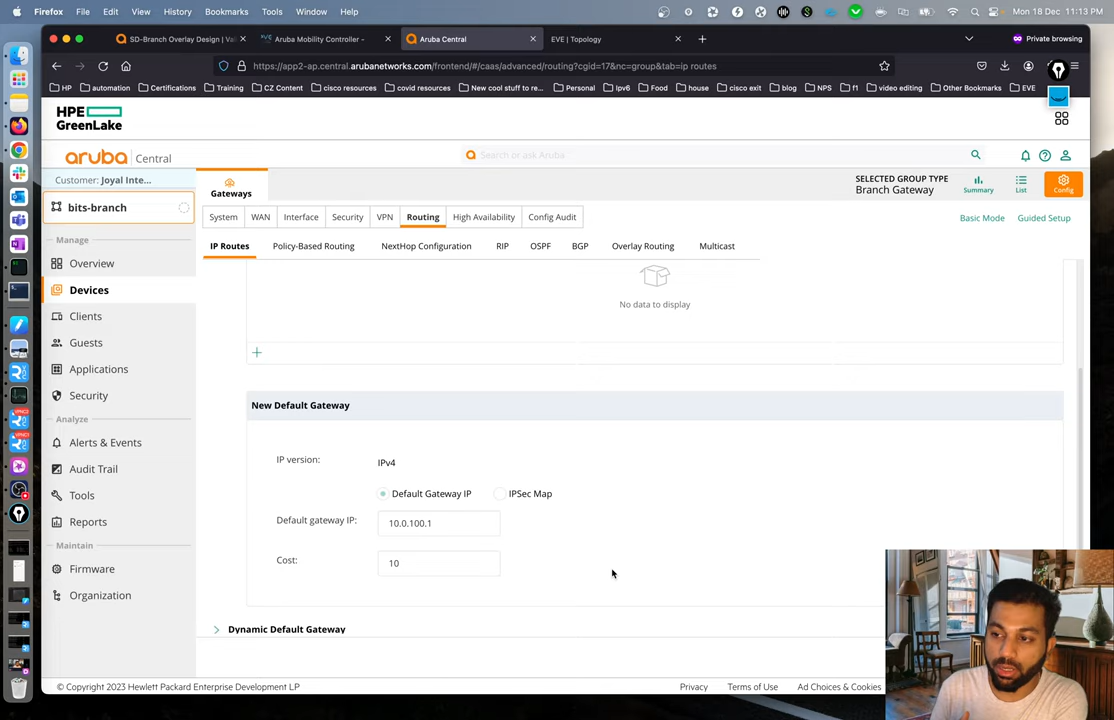 Firefox File Edit View History Bookmarks Tools Window Help Mon 18 Dec 11:13 PM
SD-Branch Overlay Design | Val Aruba Mobility Controller - Aruba Central EVE | Topology Private browsing
https://app2-ap.central.arubanetworks.com/frontend/#/caas/advanced/routing?cgid=17&nc=group&tab=ip routes
HP automation Certifications Training CZ Content cisco resources covid resources New cool stuff to re... Personal Ipv6 Food house cisco exit blog NPS f1 video editing Other Bookmarks EVE
HPE
GreenLake
aruba Central Search or ask Aruba
Customer: Joyal Inte...
bits-branch
Gateways
SELECTED GROUP TYPE
Branch Gateway
Summary List Config
System WAN Interface Security VPN Routing High Availability Config Audit
Basic Mode Guided Setup
IP Routes Policy-Based Routing NextHop Configuration RIP OSPF BGP Overlay Routing Multicast
Manage
Overview
Devices
Clients
Guests
Applications
Security
Analyze
Alerts & Events
Audit Trail
Tools
Reports
Maintain
Firmware
Organization
No data to display
New Default Gateway
IP version: IPv4
Default Gateway IP IPSec Map
Default gateway IP: 10.0.100.1
Cost: 10
Dynamic Default Gateway
© Copyright 2023 Hewlett Packard Enterprise Development LP Privacy Terms of Use Ad Choices & Cookies